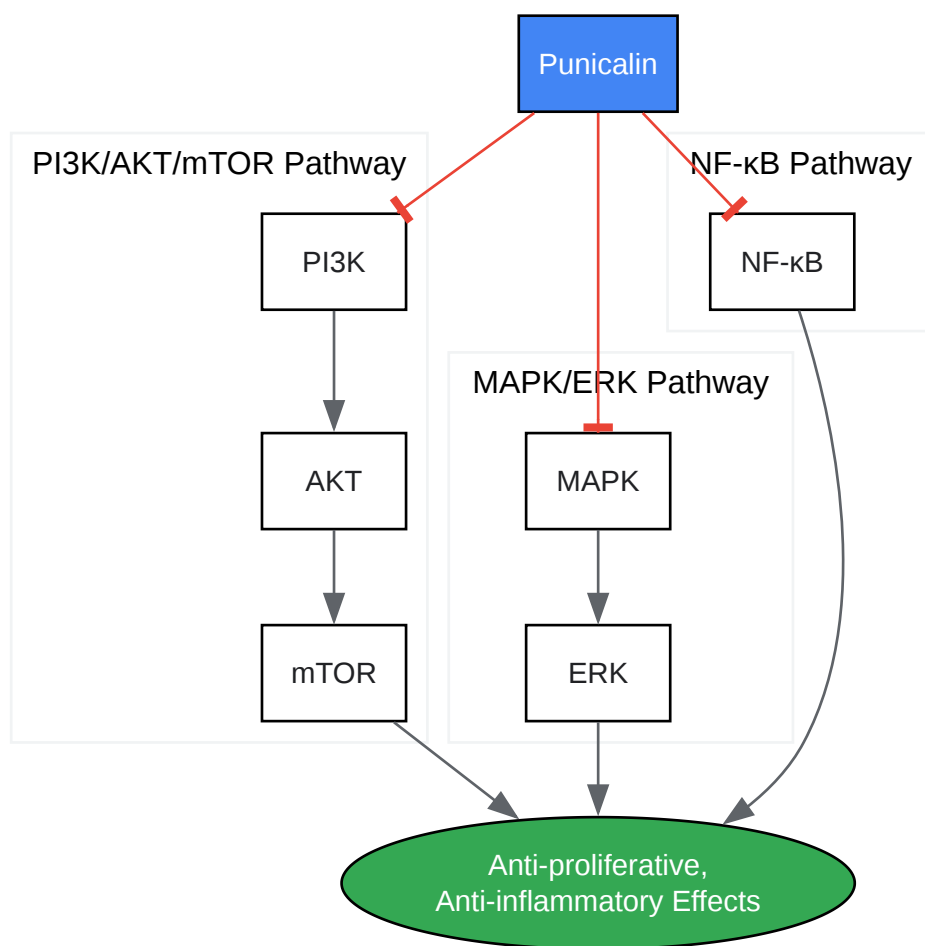 Punicalin
PI3K/AKT/mTOR Pathway
NF-κB Pathway
PI3K
NF-κB
MAPK/ERK Pathway
AKT
MAPK
mTOR
ERK
Anti-proliferative,
Anti-inflammatory Effects